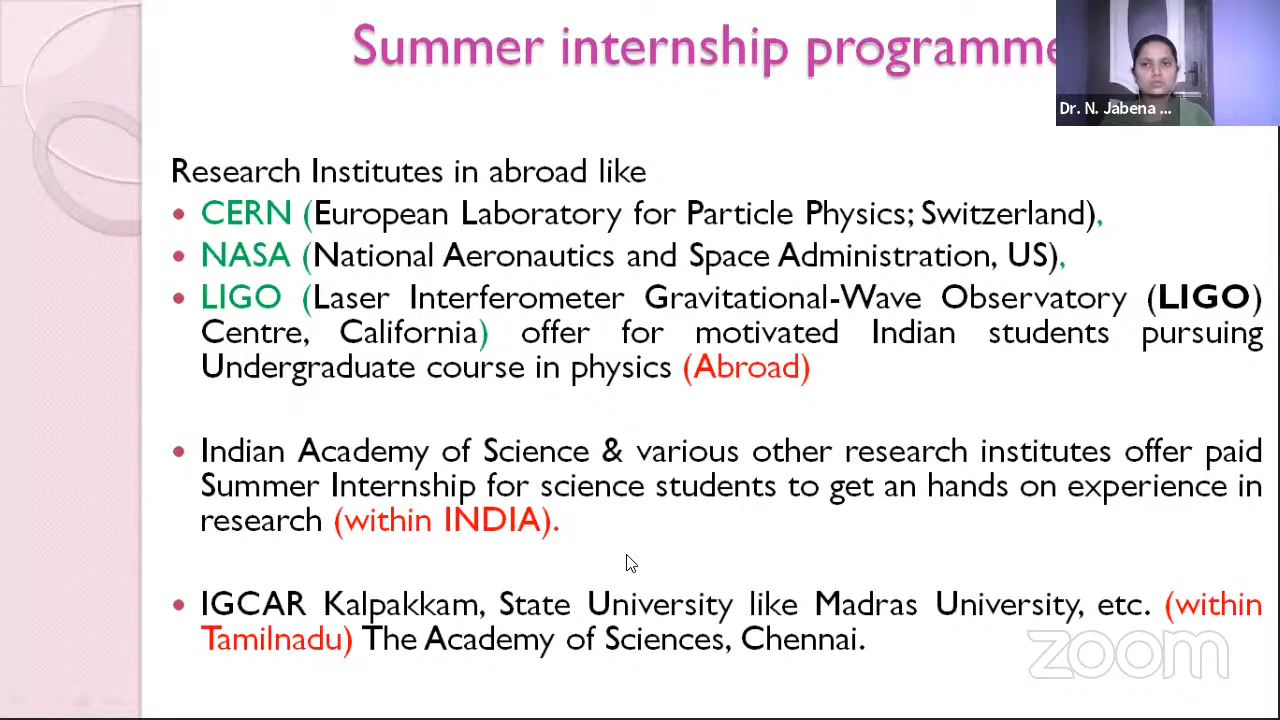 Summer internship programme
Dr. N. Jabena ...
Research Institutes in abroad like
• CERN (European Laboratory for Particle Physics; Switzerland),
• NASA (National Aeronautics and Space Administration, US),
• LIGO (Laser Interferometer Gravitational-Wave Observatory (LIGO)
Centre, California) offer for motivated Indian students pursuing
Undergraduate course in physics (Abroad)
• Indian Academy of Science & various other research institutes offer paid
Summer Internship for science students to get an hands on experience in
research (within INDIA).
• IGCAR Kalpakkam, State University like Madras University, etc. (within
Tamilnadu) The Academy of Sciences, Chennai.
zoom